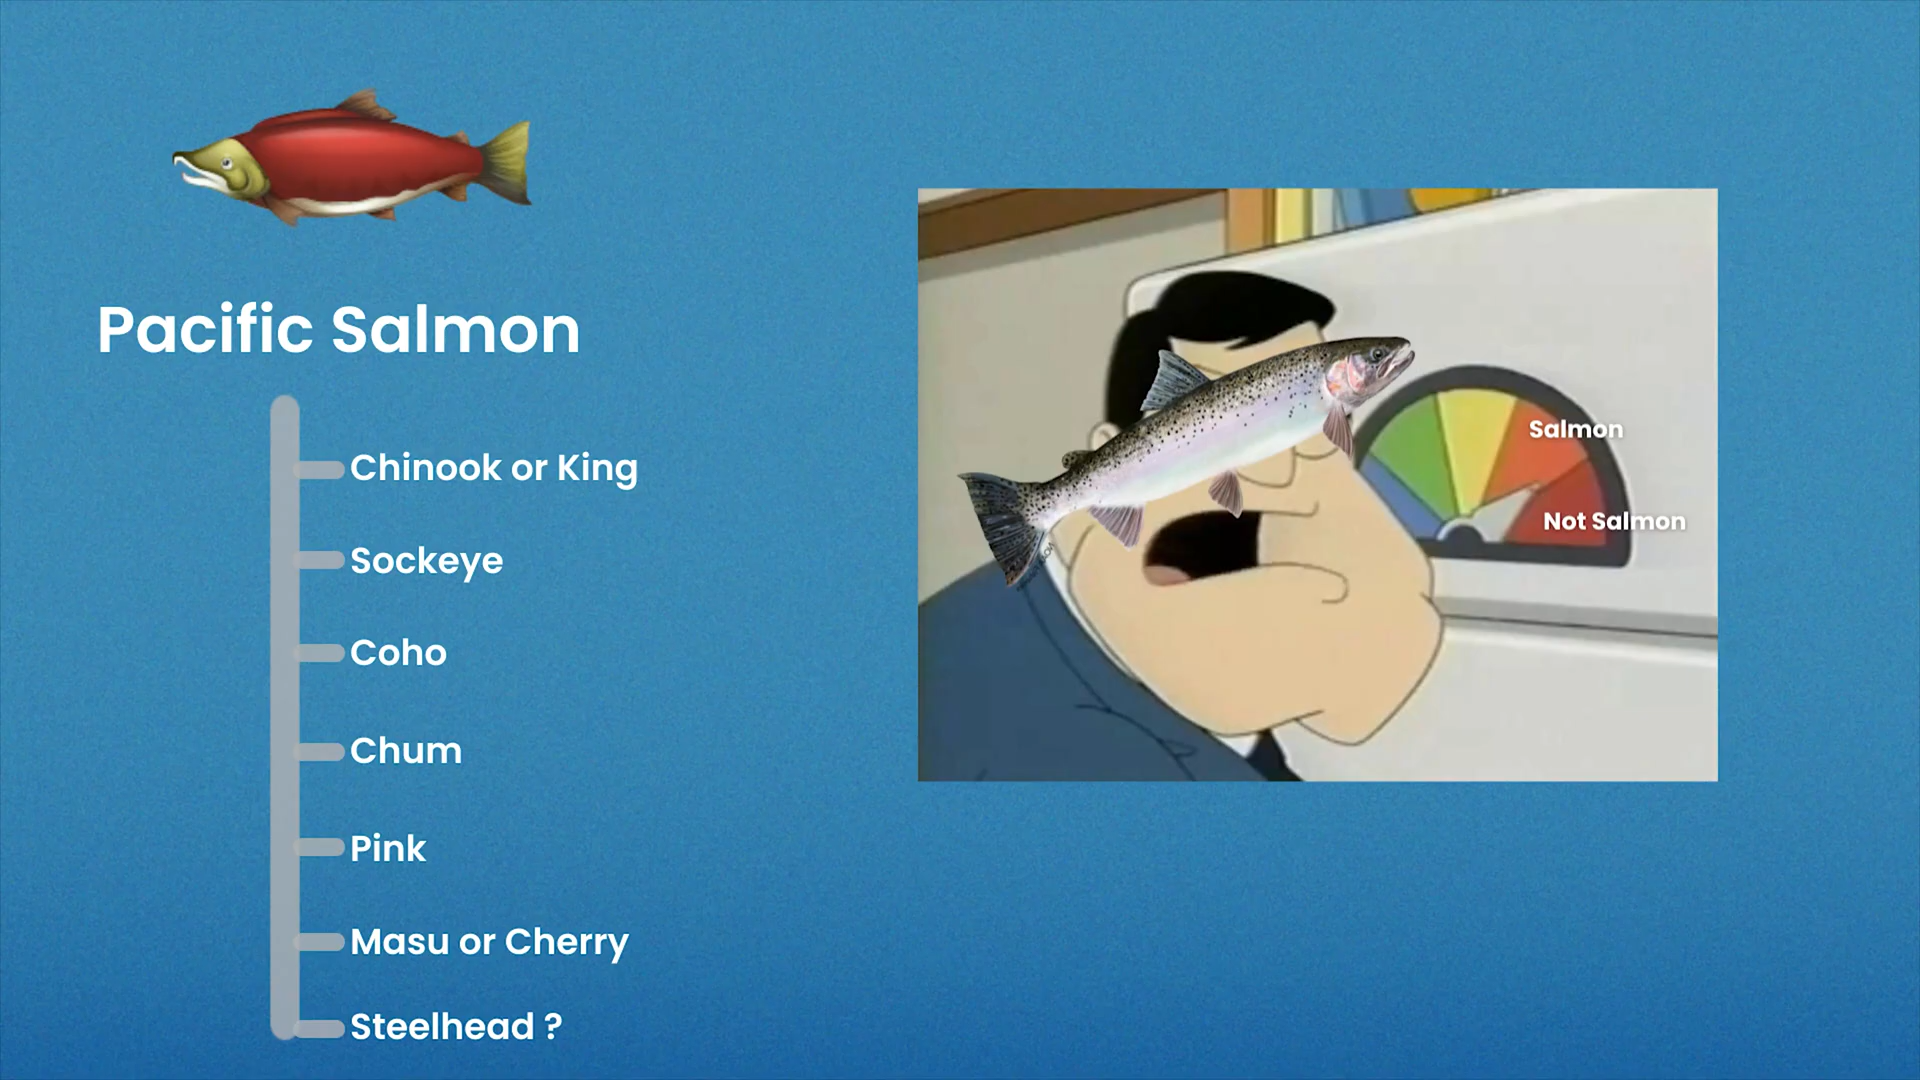 Pacific Salmon
Chinook or King
Sockeye
Coho
Chum
Pink
Masu or Cherry
Steelhead ?
Salmon
Not Salmon